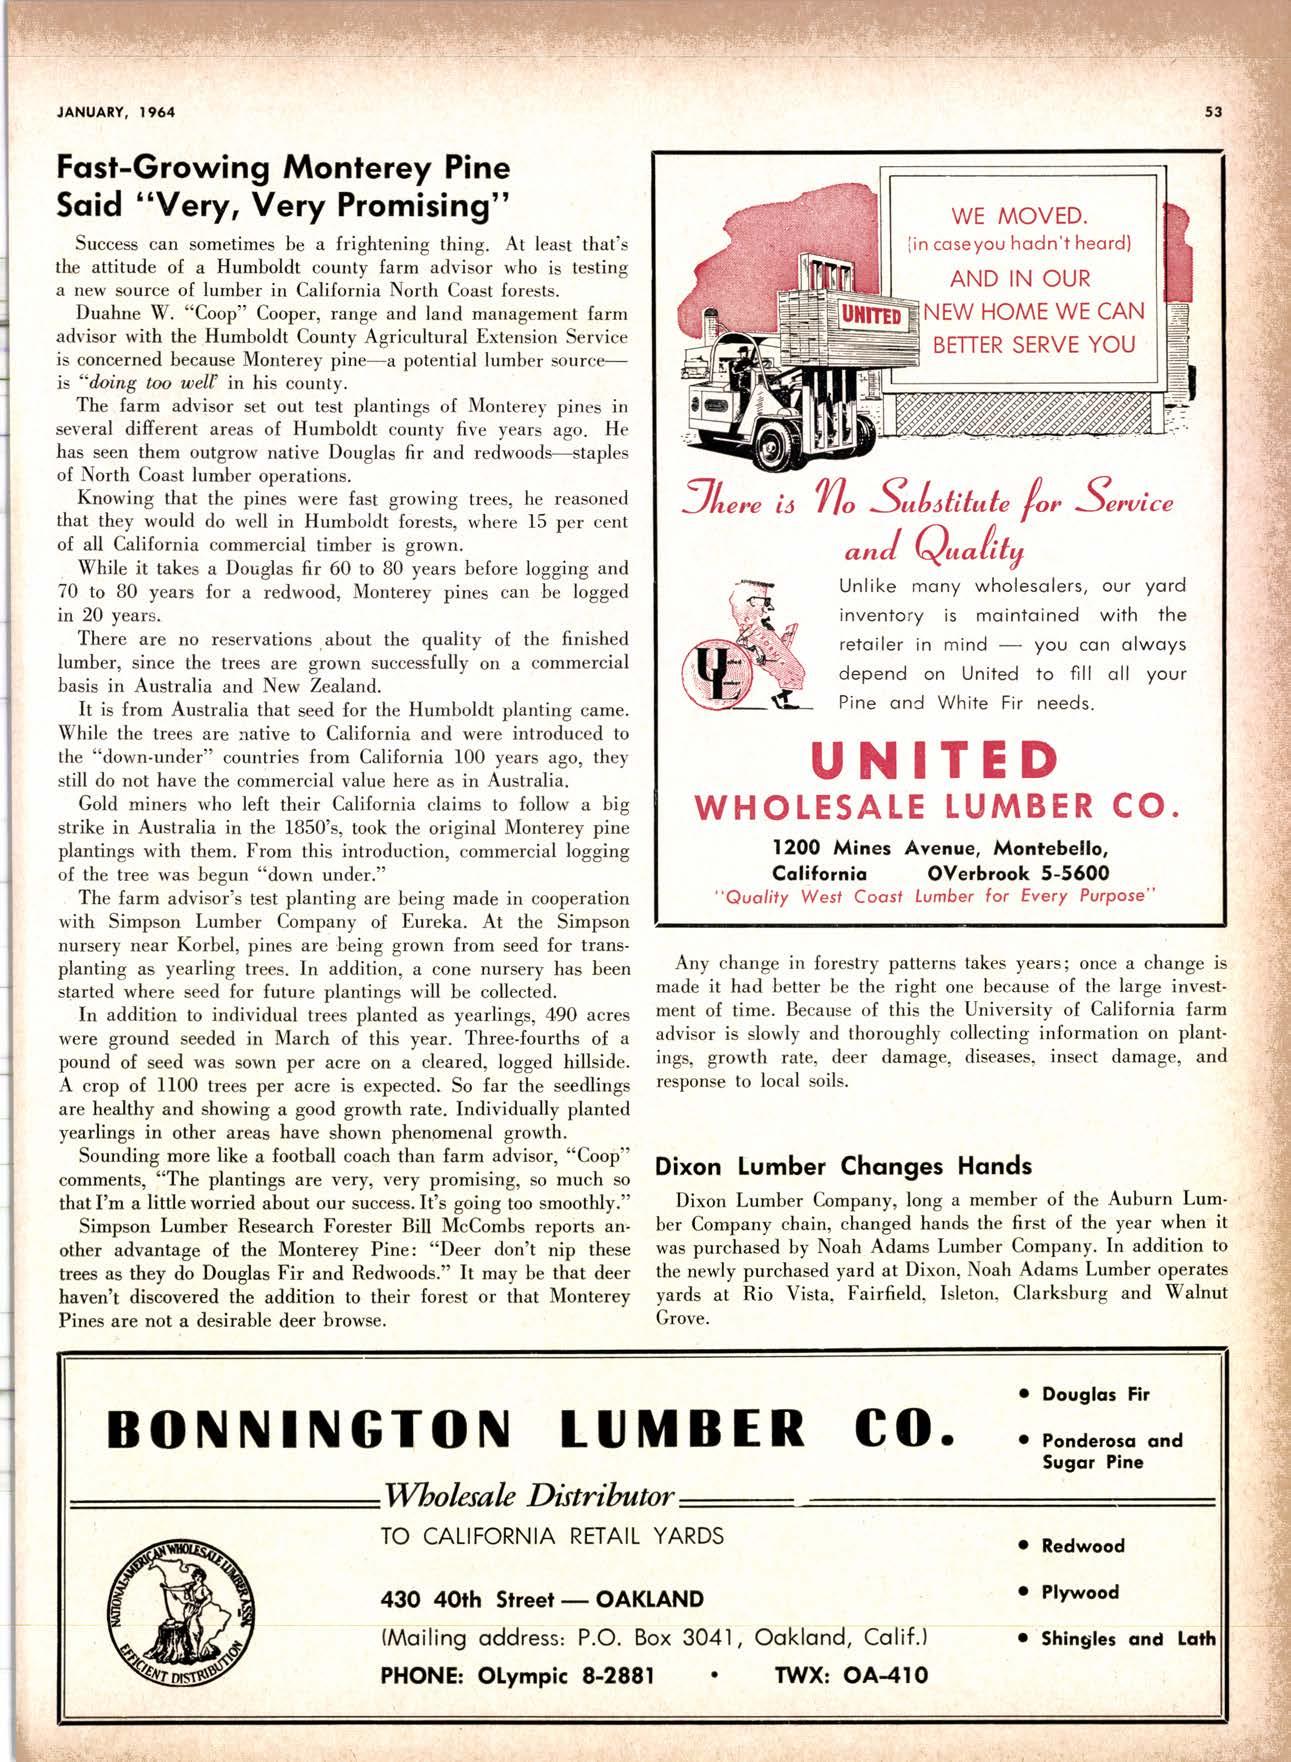 JANUARY, 1964
53
Fast-Growing Monterey Pine
Said "Very, Very Promising"
Success can sometimes be a frightening thing. At least that's
the attitude of a Humboldt county farm advisor who is testing
a new source of lumber in California North Coast forests.
Duahne W. "Coop" Cooper, range and land management farm
advisor with the Humboldt County Agricultural Extension Service
is concerned because Monterey pine—a potential lumber source—
is "doing too well" in his county.
The farm advisor set out test plantings of Monterey pines in
several different areas of Humboldt county five years ago. He
has seen them outgrow native Douglas fir and redwoods—staples
of North Coast lumber operations.
Knowing that the pines were fast growing trees, he reasoned
that they would do well in Humboldt forests, where 15 per cent
of all California commercial timber is grown.
While it takes a Douglas fir 60 to 80 years before logging and
70 to 80 years for a redwood, Monterey pines can be logged
in 20 years.
There are no reservations about the quality of the finished
lumber, since the trees are grown successfully on a commercial
basis in Australia and New Zealand.
It is from Australia that seed for the Humboldt planting came.
While the trees are native to California and were introduced to
the "down-under" countries from California 100 years ago, they
still do not have the commercial value here as in Australia.
Gold miners who left their California claims to follow a big
strike in Australia in the 1850's, took the original Monterey pine
plantings with them. From this introduction, commercial logging
of the tree was begun "down under."
The farm advisor's test planting are being made in cooperation
with Simpson Lumber Company of Eureka. At the Simpson
nursery near Korbel, pines are being grown from seed for trans-
planting as yearling trees. In addition, a cone nursery has been
started where seed for future plantings will be collected.
In addition to individual trees planted as yearlings, 490 acres
were ground seeded in March of this year. Three-fourths of a
pound of seed was sown per acre on a cleared, logged hillside.
A crop of 1100 trees per acre is expected. So far the seedlings
are healthy and showing a good growth rate. Individually planted
yearlings in other areas have shown phenomenal growth.
Sounding more like a football coach than farm advisor, "Coop"
comments, "The plantings are very, very promising, so much so
that I'm a little worried about our success. It's going too smoothly."
Simpson Lumber Research Forester Bill McCombs reports an-
other advantage of the Monterey Pine: "Deer don't nip these
trees as they do Douglas Fir and Redwoods." It may be that deer
haven't discovered the addition to their forest or that Monterey
Pines are not a desirable deer browse.
WE MOVED.
(in case you hadn't heard)
AND IN OUR
NEW HOME WE CAN
BETTER SERVE YOU
UNITED
There is No Substitute for Service
and Quality
CALIFORNIA
United
Lumber
Unlike many wholesalers, our yard
inventory is maintained with the
retailer in mind — you can always
depend on United to fill all your
Pine and White Fir needs.
UNITED
WHOLESALE LUMBER CO.
1200 Mines Avenue, Montebello,
California OVerbrook 5-5600
"Quality West Coast Lumber for Every Purpose"
Any change in forestry patterns takes years; once a change is
made it had better be the right one because of the large invest-
ment of time. Because of this the University of California farm
advisor is slowly and thoroughly collecting information on plant-
ings, growth rate, deer damage, diseases, insect damage, and
response to local soils.
Dixon Lumber Changes Hands
Dixon Lumber Company, long a member of the Auburn Lum-
ber Company chain, changed hands the first of the year when it
was purchased by Noah Adams Lumber Company. In addition to
the newly purchased yard at Dixon, Noah Adams Lumber operates
yards at Rio Vista, Fairfield, Isleton, Clarksburg and Walnut
Grove.
BONNINGTON LUMBER CO.
Wholesale Distributor
TO CALIFORNIA RETAIL YARDS
430 40th Street — OAKLAND
(Mailing address: P.O. Box 3041, Oakland, Calif.)
PHONE: OLympic 8-2881 • TWX: OA-410
NATIONAL-AMERICAN WHOLESALE LUMBER ASSN.
EFFICIENT DISTRIBUTION
• Douglas Fir
• Ponderosa and
Sugar Pine
• Redwood
• Plywood
• Shingles and Lath